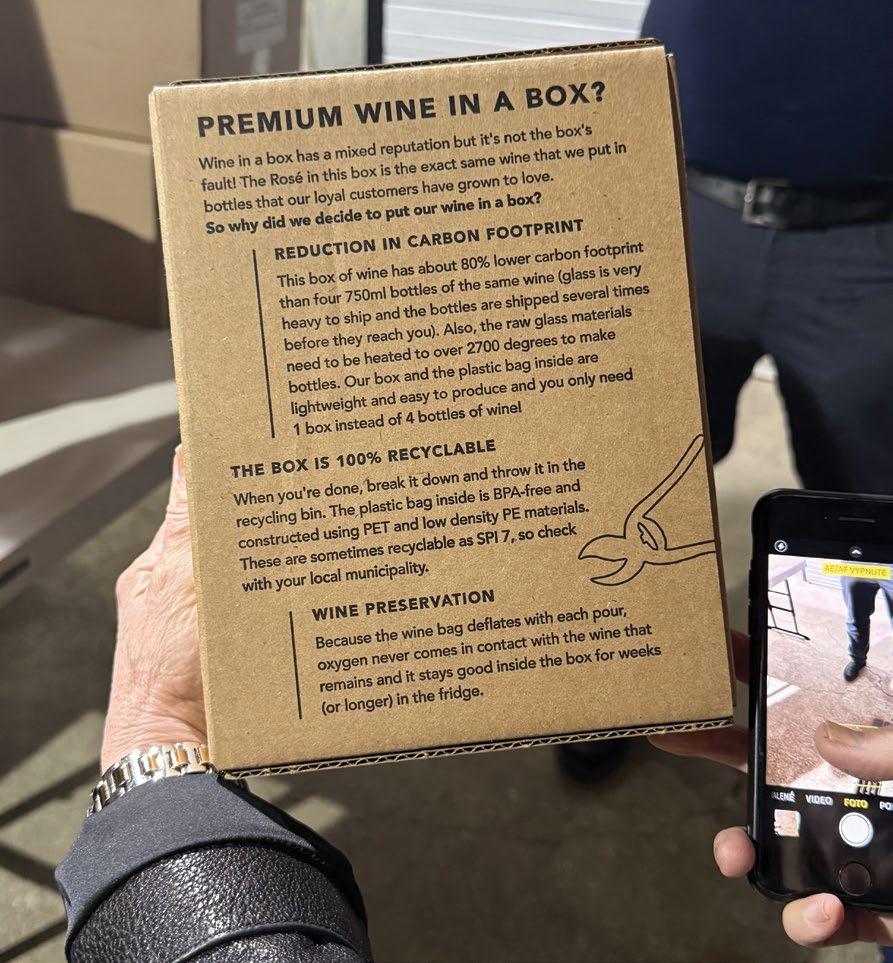 PREMIUM WINE IN A BOX?
Wine in a box has a mixed reputation but it's not the box's
fault! The Rosé in this box is the exact same wine that we put in
bottles that our loyal customers have grown to love.
So why did we decide to put our wine in a box?
REDUCTION IN CARBON FOOTPRINT
This box of wine has about 80% lower carbon footprint
than four 750ml bottles of the same wine (glass is very
heavy to ship and the bottles are shipped several times
before they reach you). Also, the raw glass materials
need to be heated to over 2700 degrees to make
bottles. Our box and the plastic bag inside are
lightweight and easy to produce and you only need
1 box instead of 4 bottles of wine!
THE BOX IS 100% RECYCLABLE
When you're done, break it down and throw it in the
recycling bin. The plastic bag inside is BPA-free and
constructed using PET and low density PE materials.
These are sometimes recyclable as SPI 7, so check
with your local municipality.
WINE PRESERVATION
Because the wine bag deflates with each pour,
oxygen never comes in contact with the wine that
remains and it stays good inside the box for weeks
(or longer) in the fridge.
AE/AF VYPNUTE
VIDEO FOTO